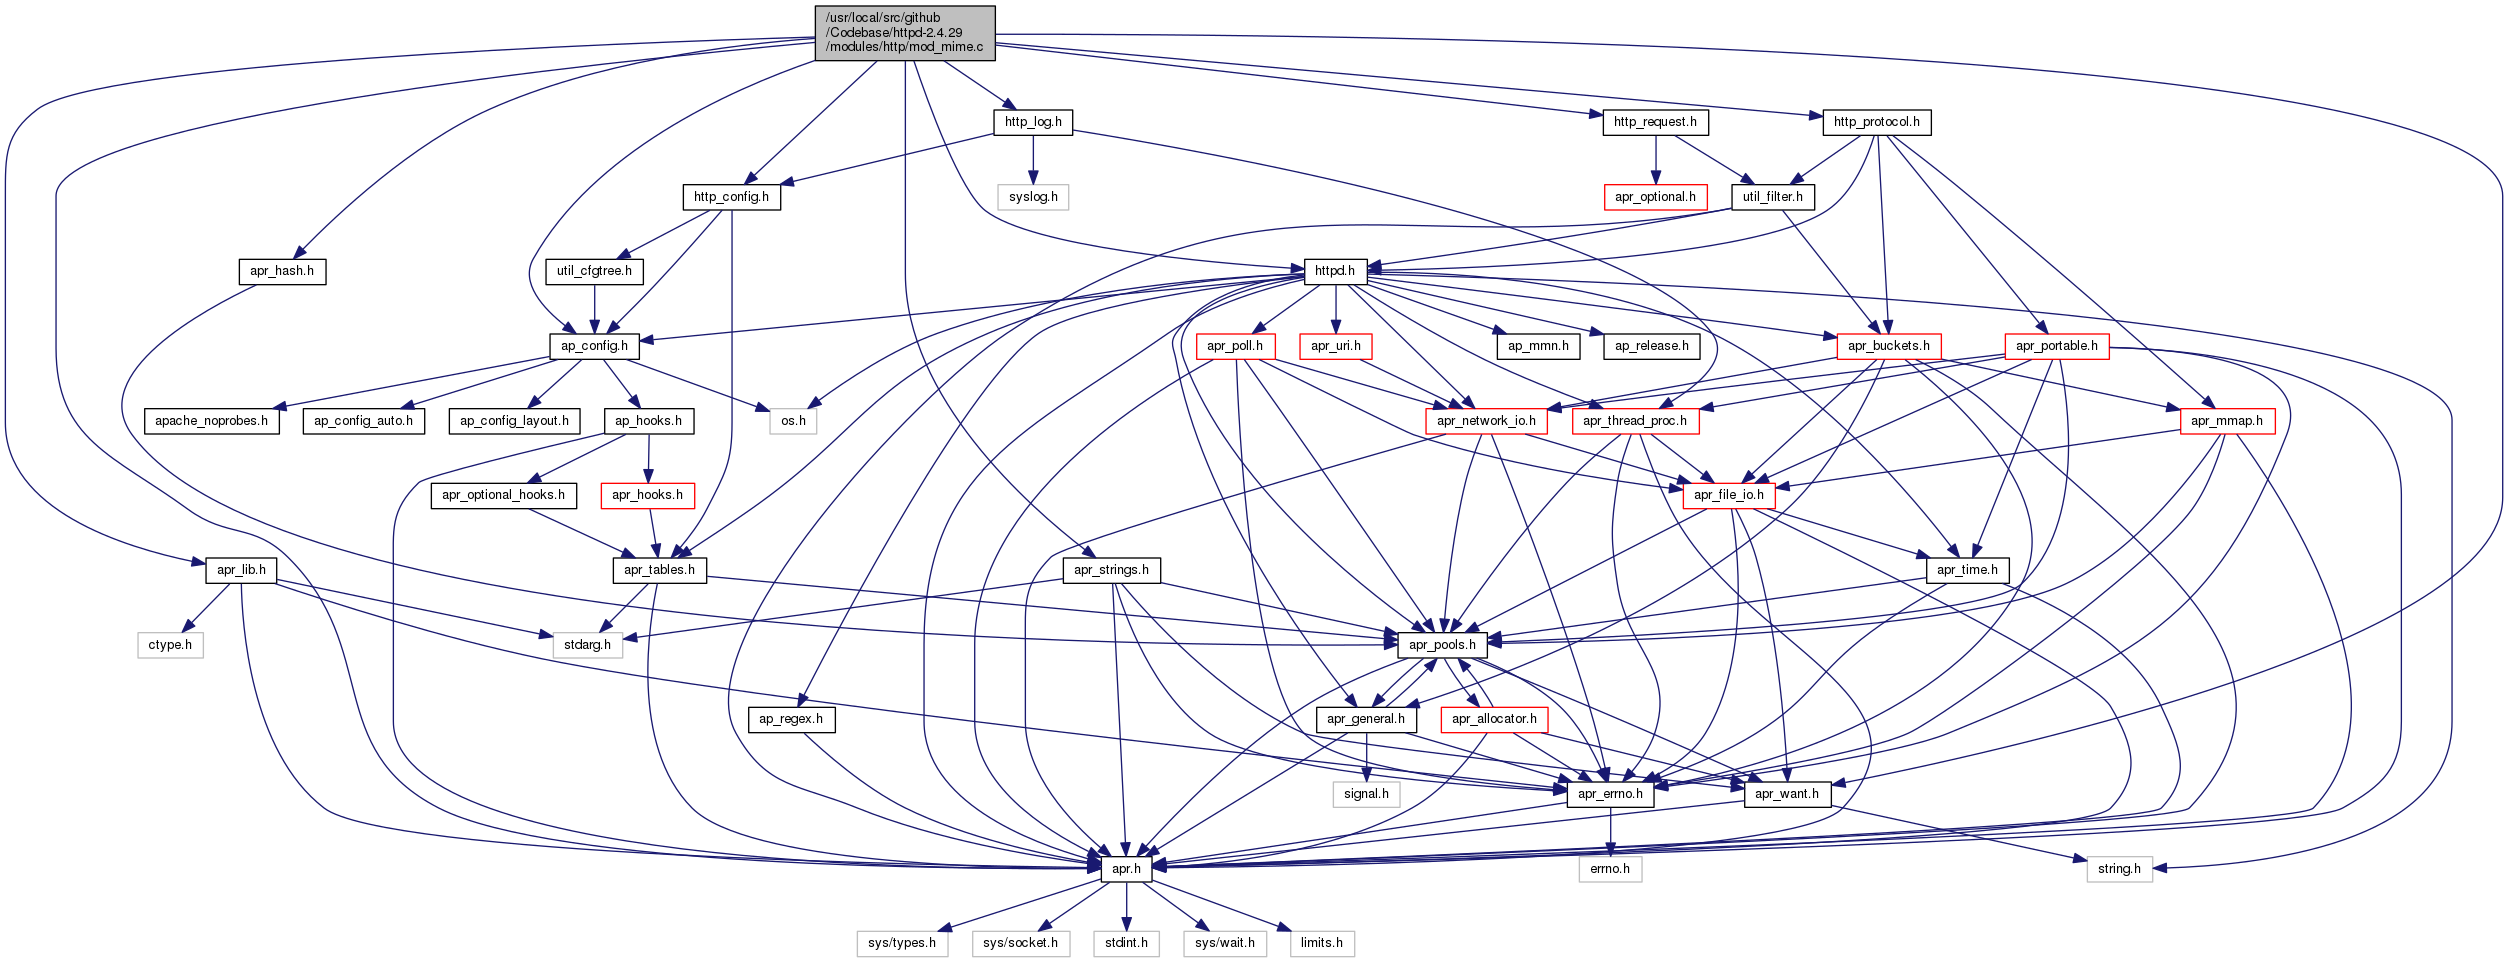 /usr/local/src/github
/Codebase/httpd-2.4.29
/modules/http/mod_mime.c
http_log.h
http_request.h
http_protocol.h
http_config.h
syslog.h
apr_optional.h
util_filter.h
apr_hash.h
util_cfgtree.h
httpd.h
ap_config.h
apr_poll.h
apr_uri.h
ap_mmn.h
ap_release.h
apr_buckets.h
apr_portable.h
apache_noprobes.h
ap_config_auto.h
ap_config_layout.h
ap_hooks.h
os.h
apr_network_io.h
apr_thread_proc.h
apr_mmap.h
apr_optional_hooks.h
apr_hooks.h
apr_file_io.h
apr_lib.h
apr_tables.h
apr_strings.h
apr_time.h
ctype.h
stdarg.h
apr_pools.h
ap_regex.h
apr_general.h
apr_allocator.h
signal.h
apr_errno.h
apr_want.h
apr.h
errno.h
string.h
sys/types.h
sys/socket.h
stdint.h
sys/wait.h
limits.h